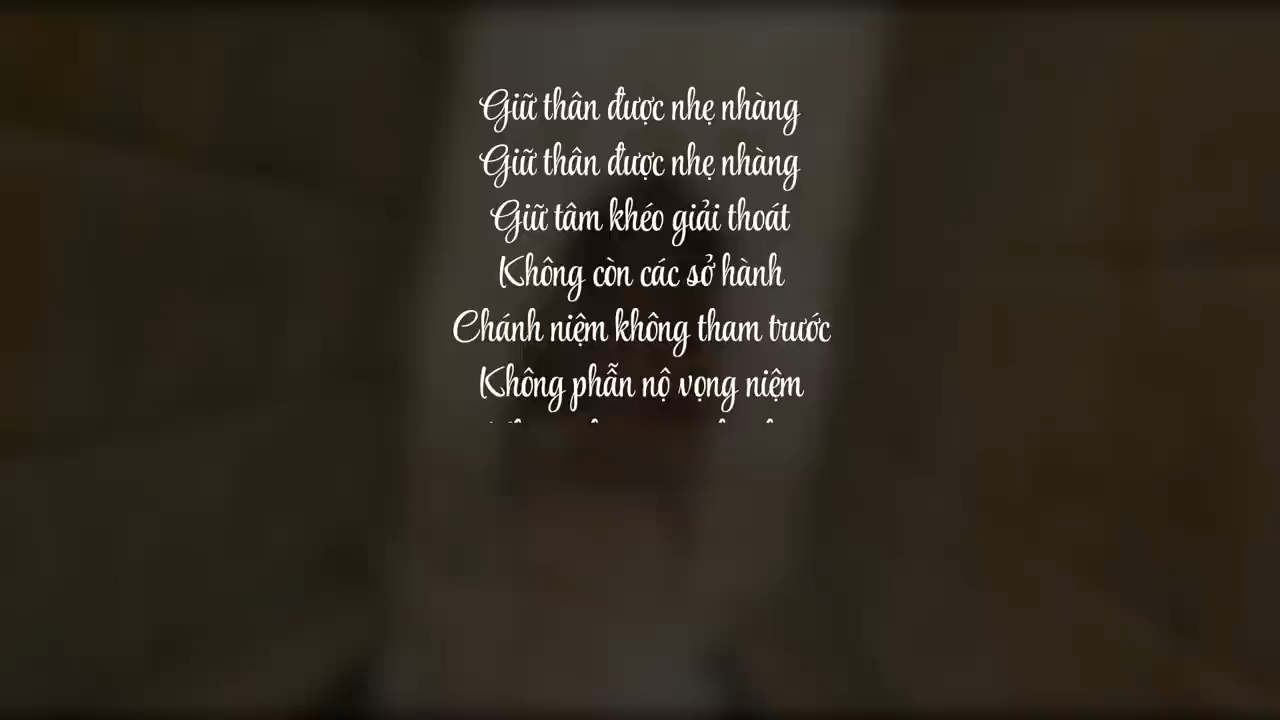 Giữ thân được nhẹ nhàng
Giữ thân được nhẹ nhàng
Giữ tâm khéo giải thoát
Không còn các sở hành
Chánh niệm không tham trước
Không phẫn nộ vọng niệm